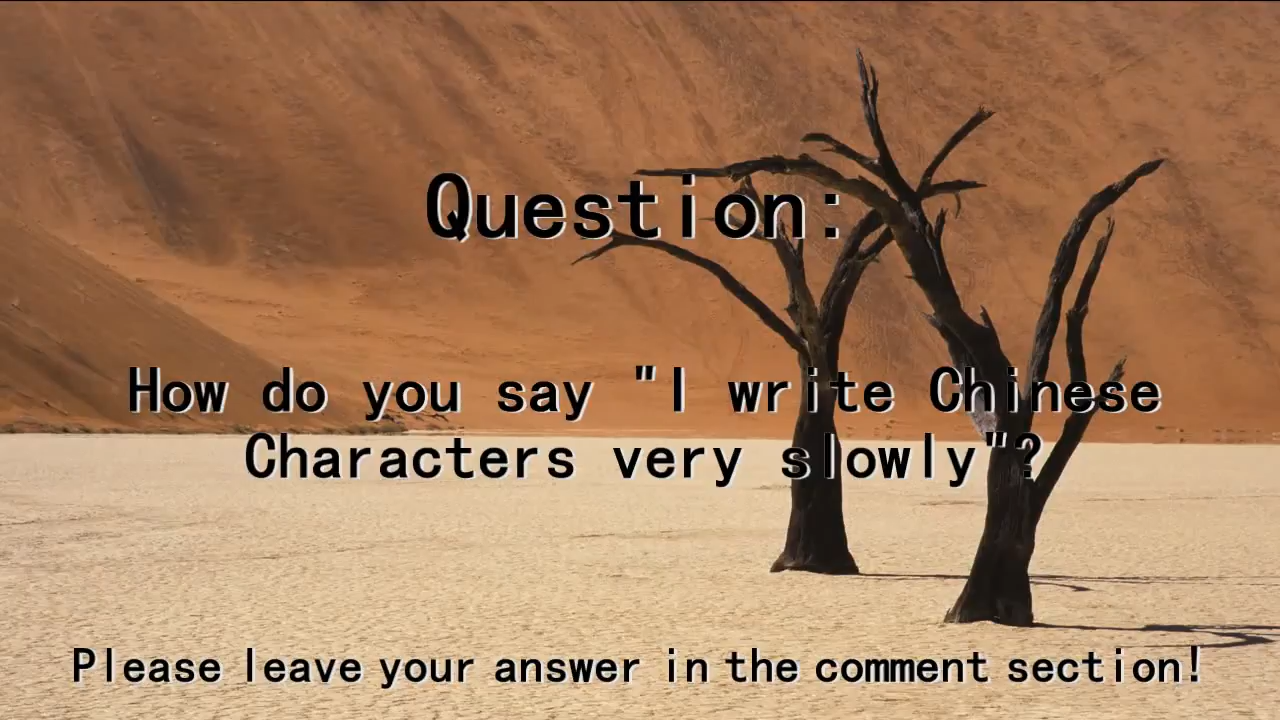 Question:
How do you say "I write Chinese
Characters very slowly"?
Please leave your answer in the comment section!